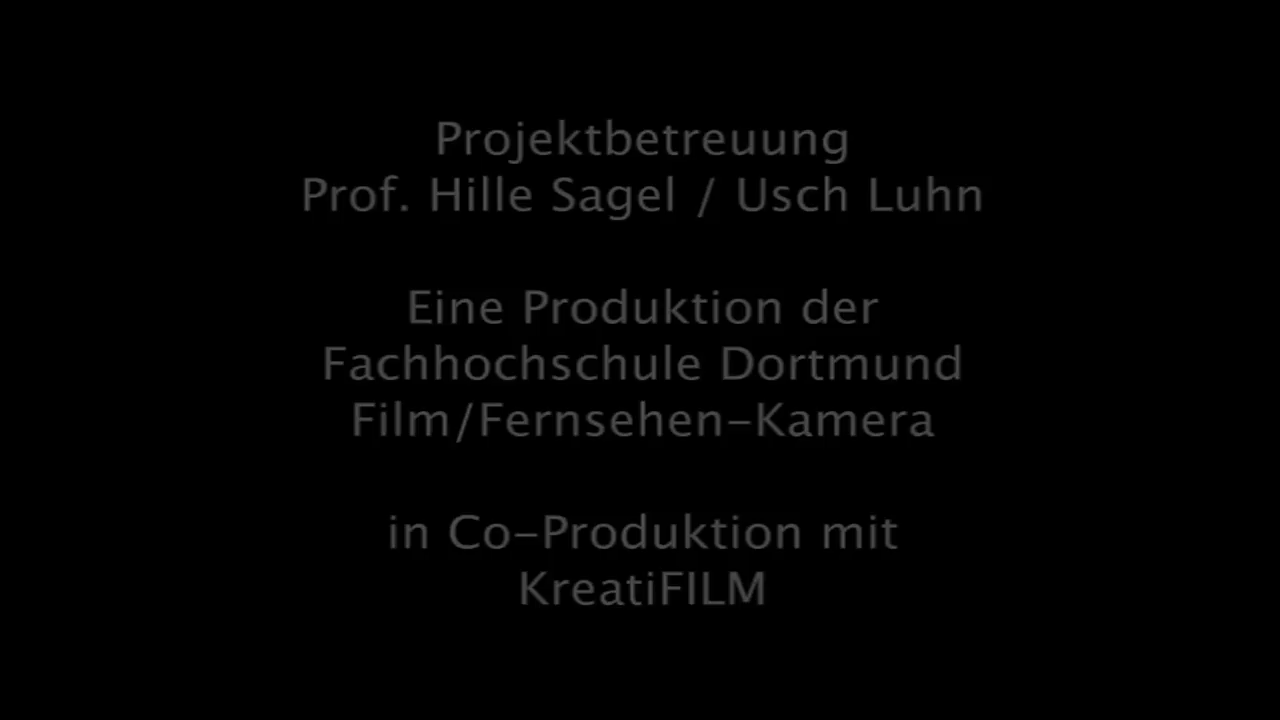 Projektbetreuung
Prof. Hille Sagel / Usch Luhn
Eine Produktion der
Fachhochschule Dortmund
Film/Fernsehen-Kamera
in Co-Produktion mit
KreatiFILM